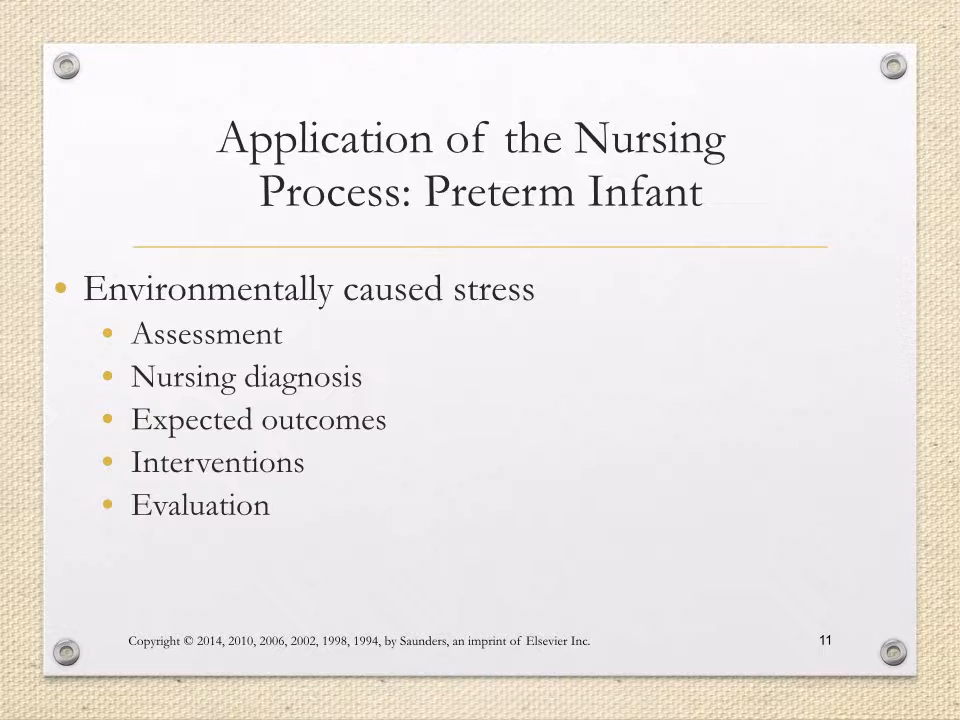 Application of the Nursing
Process: Preterm Infant
• Environmentally caused stress
• Assessment
• Nursing diagnosis
• Expected outcomes
• Interventions
• Evaluation
Copyright © 2014, 2010, 2006, 2002, 1998, 1994, by Saunders, an imprint of Elsevier Inc.
11